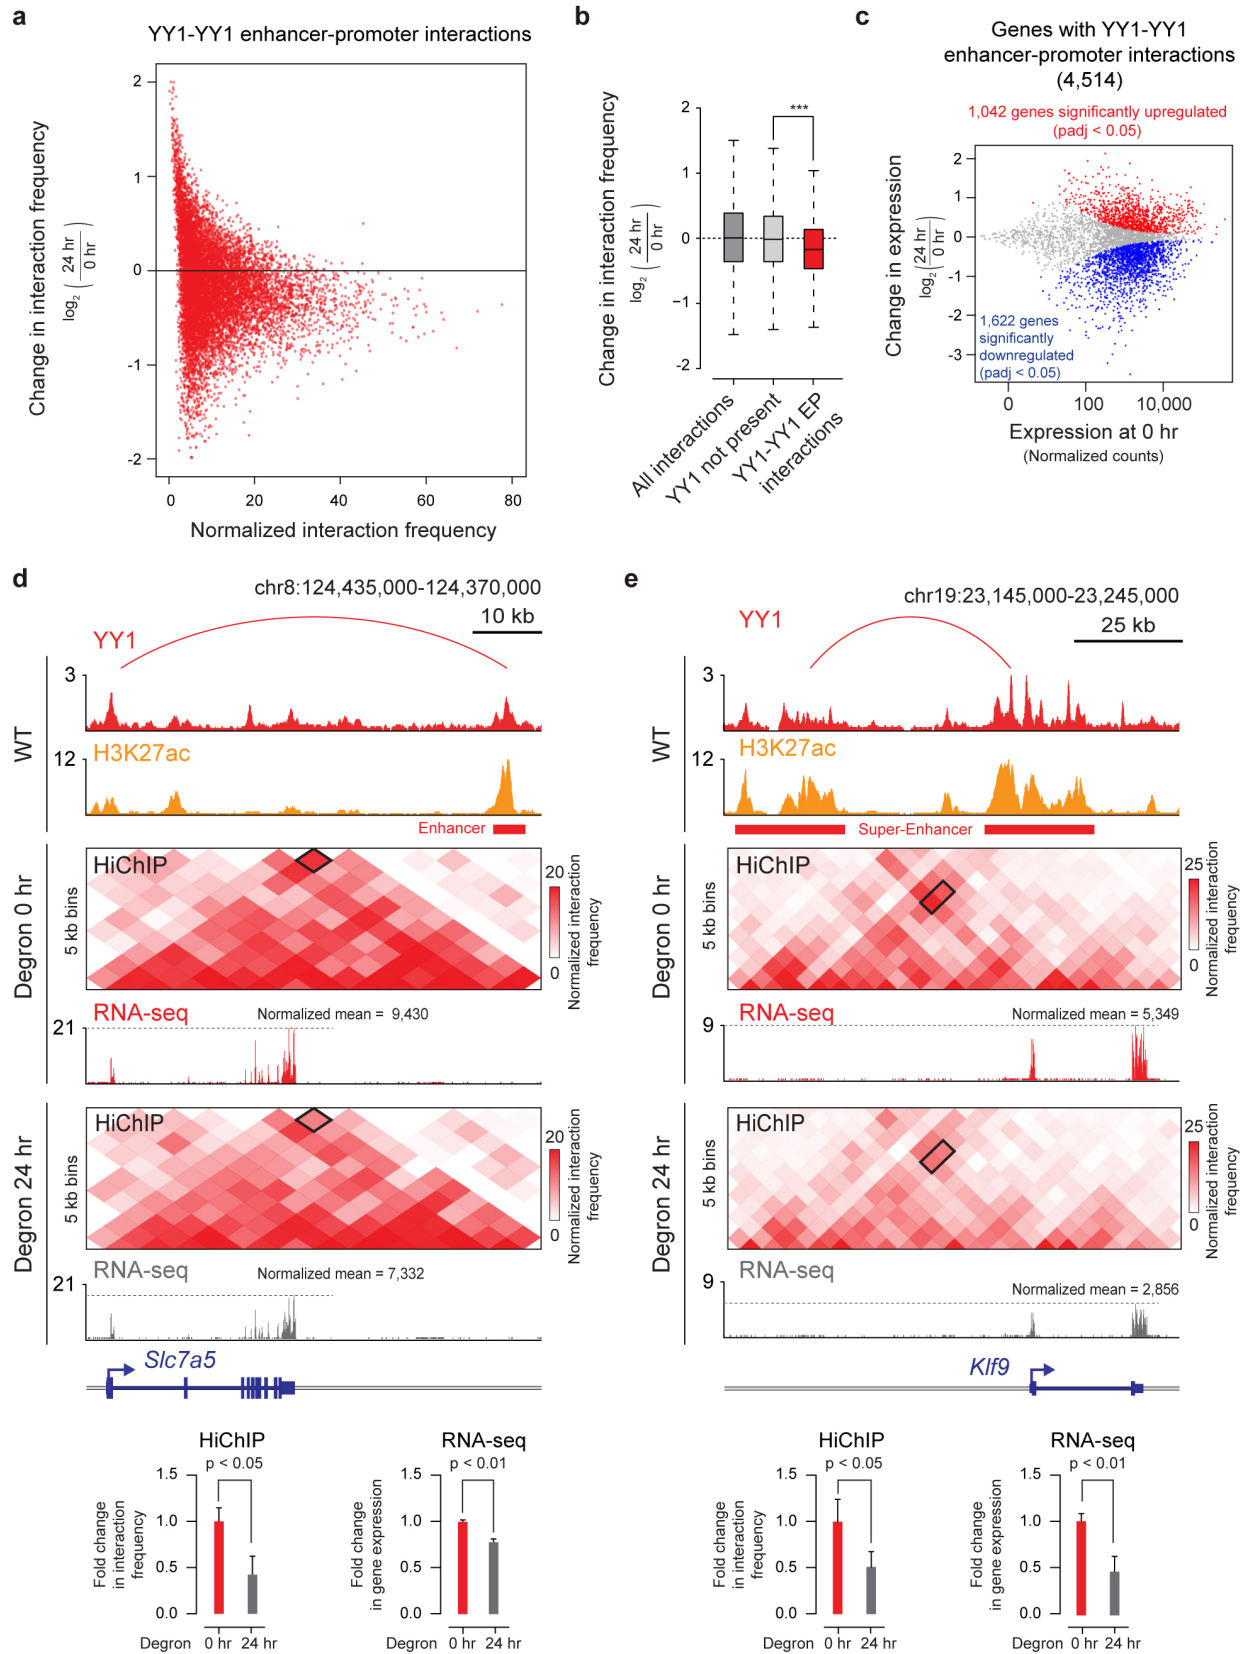 a
YY1-YY1 enhancer-promoter interactions
Change in interaction frequency
log2 ( 24 hr / 0 hr )
2
1
0
-1
-2
0 20 40 60 80
Normalized interaction frequency
b
Change in interaction frequency
log2 ( 24 hr / 0 hr )
***
2
1
0
−1
-2
All interactions
YY1 not present
YY1-YY1 EP
interactions
c
Genes with YY1-YY1
enhancer-promoter interactions
(4,514)
1,042 genes significantly upregulated
(padj < 0.05)
Change in expression
log2 ( 24 hr / 0 hr )
2
1
0
-1
-2
-3
1,622 genes
significantly
downregulated
(padj < 0.05)
0 100 10,000
Expression at 0 hr
(Normalized counts)
d
chr8:124,435,000-124,370,000
10 kb
YY1
WT
3
H3K27ac
12
Enhancer
Degron 0 hr
HiChIP
5 kb bins
20
0
Normalized interaction
frequency
RNA-seq
Normalized mean = 9,430
21
Degron 24 hr
HiChIP
5 kb bins
20
0
Normalized interaction
frequency
RNA-seq
Normalized mean = 7,332
21
Slc7a5
HiChIP
p < 0.05
Fold change
in interaction
frequency
1.5
1.0
0.5
0.0
Degron 0 hr 24 hr
RNA-seq
p < 0.01
Fold change
in gene expression
1.5
1.0
0.5
0.0
Degron 0 hr 24 hr
e
chr19:23,145,000-23,245,000
25 kb
YY1
WT
3
H3K27ac
12
Super-Enhancer
Degron 0 hr
HiChIP
5 kb bins
25
0
Normalized interaction
frequency
RNA-seq
Normalized mean = 5,349
9
Degron 24 hr
HiChIP
5 kb bins
25
0
Normalized interaction
frequency
RNA-seq
Normalized mean = 2,856
9
Klf9
HiChIP
p < 0.05
Fold change
in interaction
frequency
1.5
1.0
0.5
0.0
Degron 0 hr 24 hr
RNA-seq
p < 0.01
Fold change
in gene expression
1.5
1.0
0.5
0.0
Degron 0 hr 24 hr